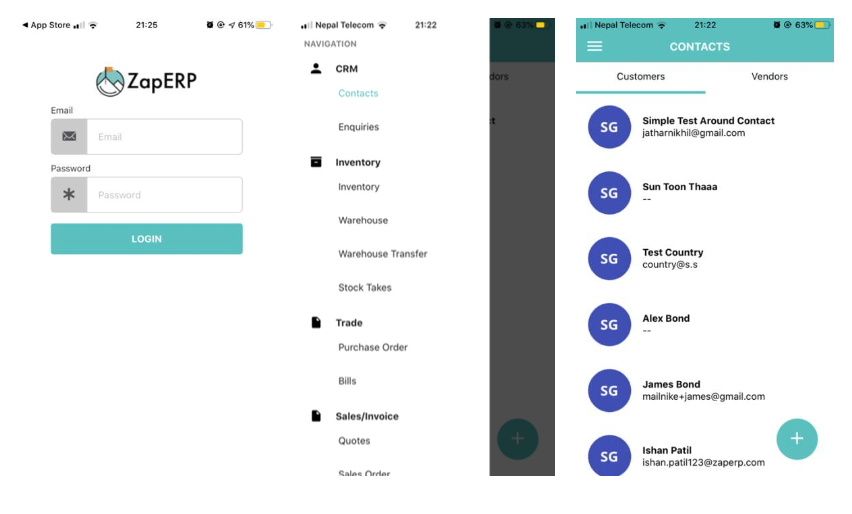 App Store
21:25
61%
ZapERP
Email
Email
Password
Password
LOGIN
Nepal Telecom
21:22
63%
NAVIGATION
CRM
Contacts
Enquiries
Inventory
Inventory
Warehouse
Warehouse Transfer
Stock Takes
Trade
Purchase Order
Bills
Sales/Invoice
Quotes
Sales Order
dors
t
+
Nepal Telecom
21:22
63%
CONTACTS
Customers
Vendors
SG
Simple Test Around Contact
jatharnikhil@gmail.com
SG
Sun Toon Thaaa
--
SG
Test Country
country@s.s
SG
Alex Bond
--
SG
James Bond
mailnike+james@gmail.com
SG
Ishan Patil
ishan.patil123@zaperp.com
+